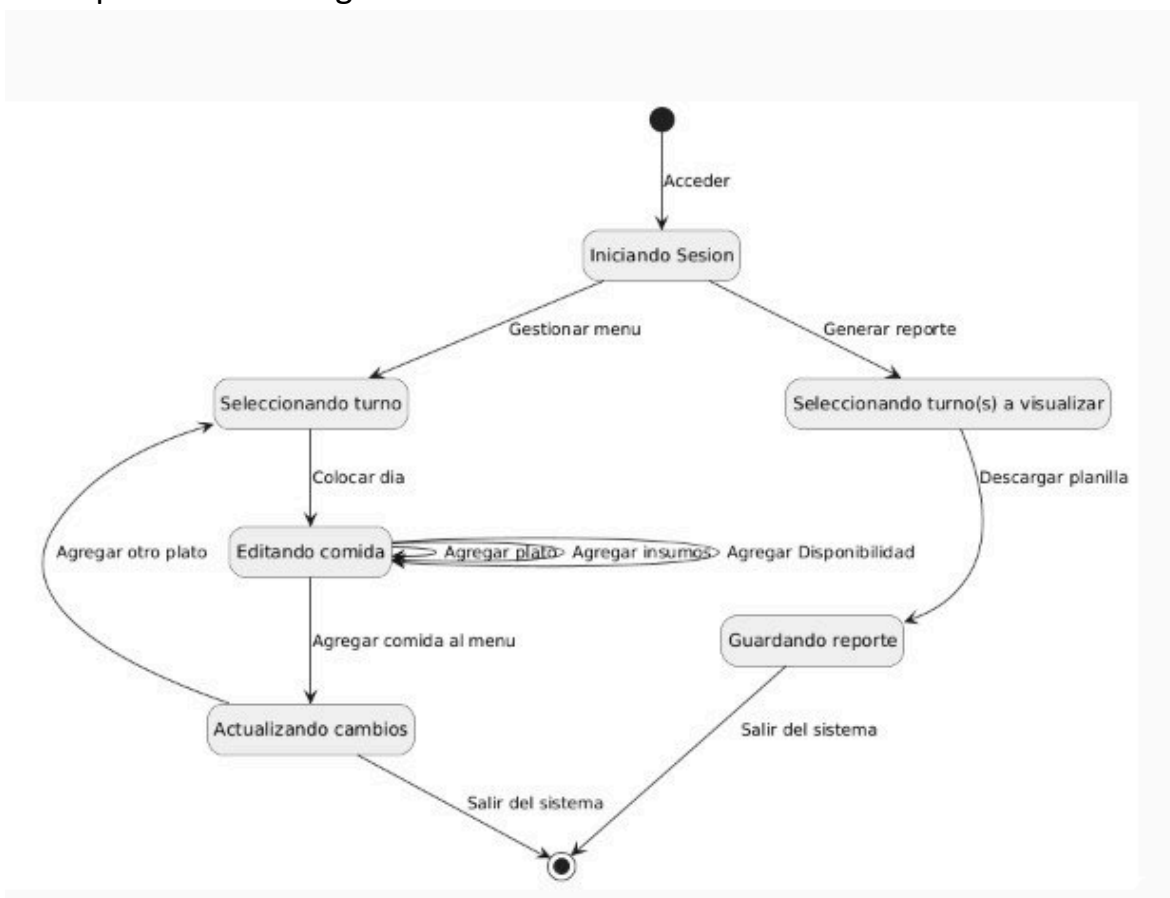 Acceder
Iniciando Sesion
Gestionar menu
Generar reporte
Seleccionando turno
Seleccionando turno(s) a visualizar
Colocar dia
Descargar planilla
Agregar otro plato
Editando comida
Agregar plato
Agregar insumos
Agregar Disponibilidad
Agregar comida al menu
Guardando reporte
Actualizando cambios
Salir del sistema
Salir del sistema